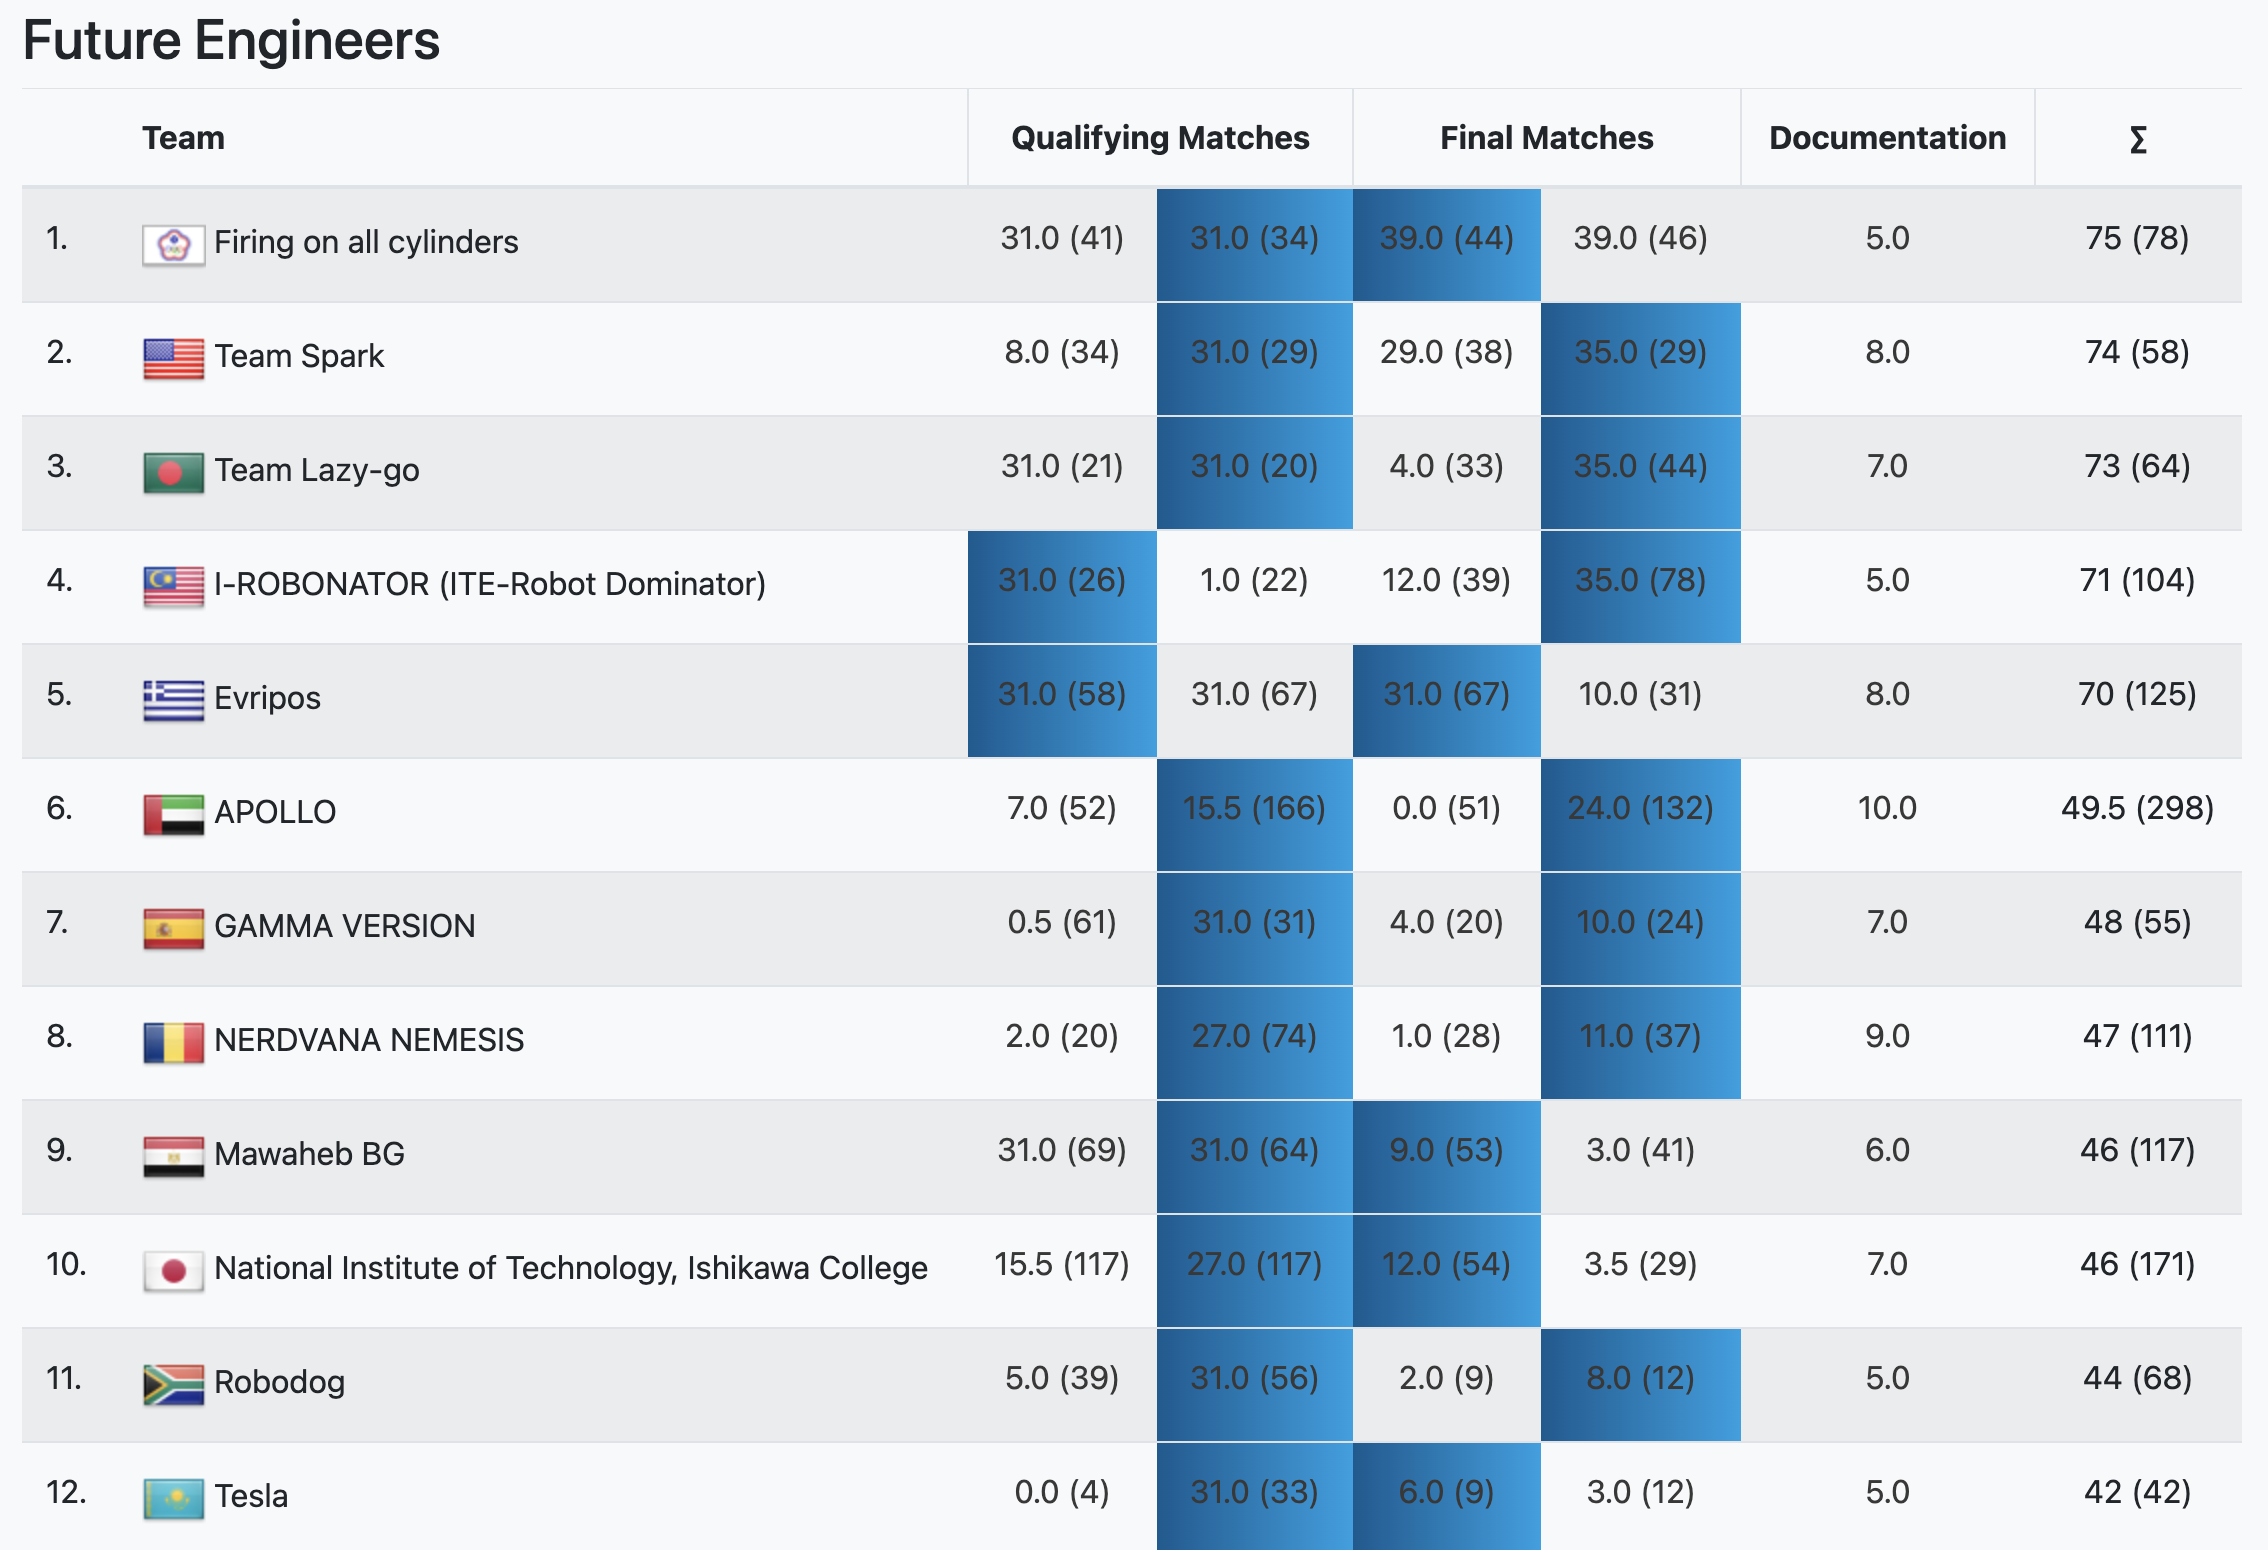 Future Engineers
Team Qualifying Matches Final Matches Documentation Σ
1. Firing on all cylinders 31.0 (41) 31.0 (34) 39.0 (44) 39.0 (46) 5.0 75 (78)
2. Team Spark 8.0 (34) 31.0 (29) 29.0 (38) 35.0 (29) 8.0 74 (58)
3. Team Lazy-go 31.0 (21) 31.0 (20) 4.0 (33) 35.0 (44) 7.0 73 (64)
4. I-ROBONATOR (ITE-Robot Dominator) 31.0 (26) 1.0 (22) 12.0 (39) 35.0 (78) 5.0 71 (104)
5. Evripos 31.0 (58) 31.0 (67) 31.0 (67) 10.0 (31) 8.0 70 (125)
6. APOLLO 7.0 (52) 15.5 (166) 0.0 (51) 24.0 (132) 10.0 49.5 (298)
7. GAMMA VERSION 0.5 (61) 31.0 (31) 4.0 (20) 10.0 (24) 7.0 48 (55)
8. NERDVANA NEMESIS 2.0 (20) 27.0 (74) 1.0 (28) 11.0 (37) 9.0 47 (111)
9. Mawaheb BG 31.0 (69) 31.0 (64) 9.0 (53) 3.0 (41) 6.0 46 (117)
10. National Institute of Technology, Ishikawa College 15.5 (117) 27.0 (117) 12.0 (54) 3.5 (29) 7.0 46 (171)
11. Robodog 5.0 (39) 31.0 (56) 2.0 (9) 8.0 (12) 5.0 44 (68)
12. Tesla 0.0 (4) 31.0 (33) 6.0 (9) 3.0 (12) 5.0 42 (42)